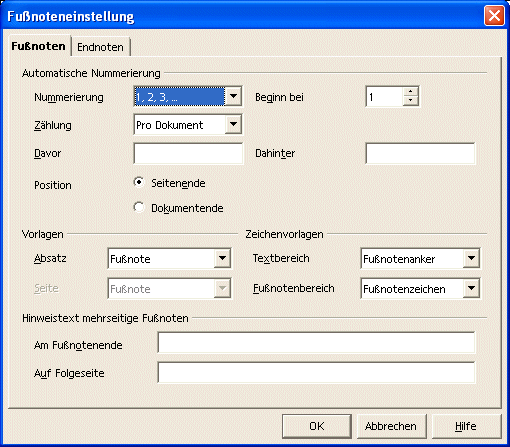 Fußnoteneinstellung
Fußnoten Endnoten
Automatische Nummerierung
Nummerierung 1, 2, 3, ... Beginn bei 1
Zählung Pro Dokument
Davor Dahinter
Position Seitenende
Dokumentende
Vorlagen Zeichenvorlagen
Absatz Fußnote Textbereich Fußnotenanker
Seite Fußnote Fußnotenbereich Fußnotenzeichen
Hinweistext mehrseitige Fußnoten
Am Fußnotenende
Auf Folgeseite
OK Abbrechen Hilfe